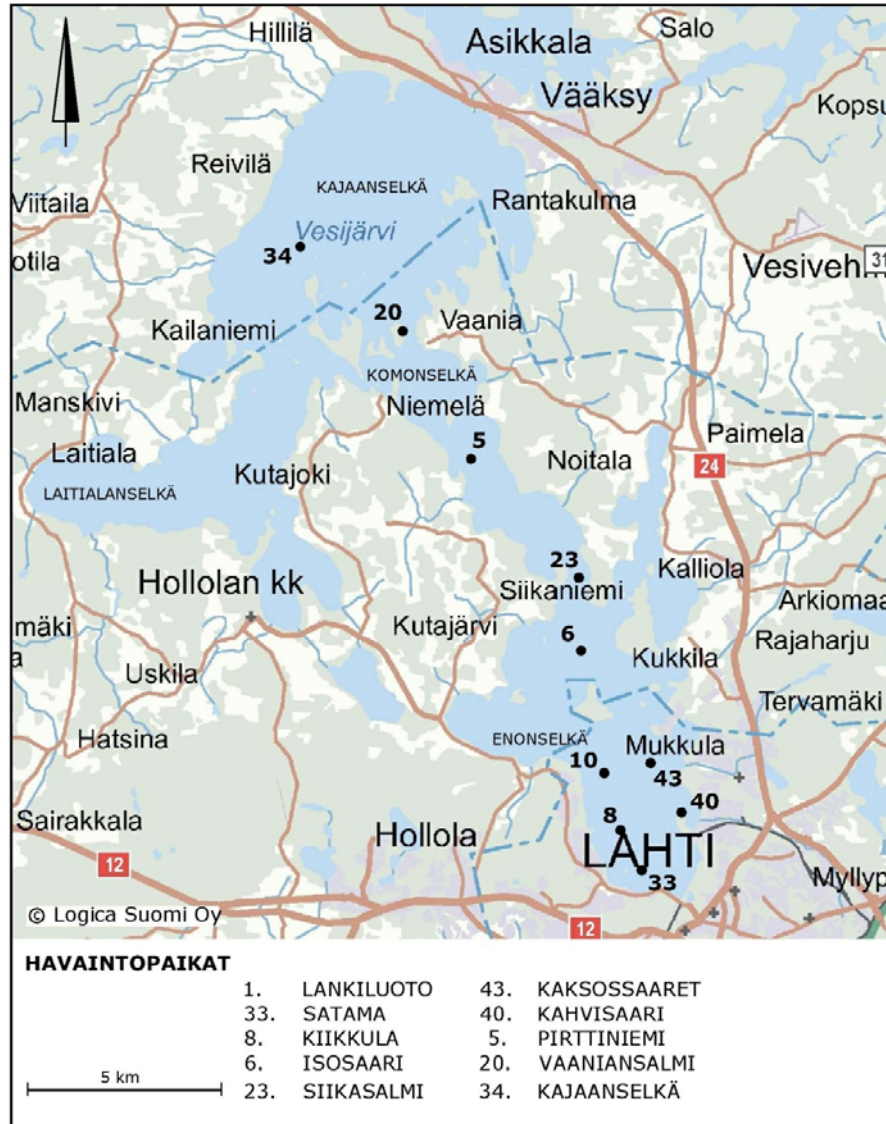 Hillilä
Salo
Asikkala
Vääksy
Kopsu
Reivilä
KAJAANSELKÄ
Viitaila
Rantakulma
Vesijärvi
34
otila
Vesiveh
31
Kailaniemi
20
Vaania
KOMONSELKÄ
Manskivi
Niemelä
Paimela
5
Laitiala
Kutajoki
Noitala
24
LAITIALANSELKÄ
23
Kalliola
Hollolan kk
Siikaniemi
Arkiomaa
mäki
a
Kutajärvi
6
Rajaharju
Uskila
Kukkila
Tervamäki
Hatsina
ENONSELKÄ
Mukkula
10
43
40
Sairakkala
Hollola
8
LAHTI
12
33
Myllyp
© Logica Suomi Oy
12
HAVAINTOPAIKAT
1. LANKILUOTO 43. KAKSOSSAARET
33. SATAMA 40. KAHVISAARI
8. KIIKKULA 5. PIRTTINIEMI
6. ISOSAARI 20. VAANIANSALMI
5 km
23. SIIKASALMI 34. KAJAANSELKÄ